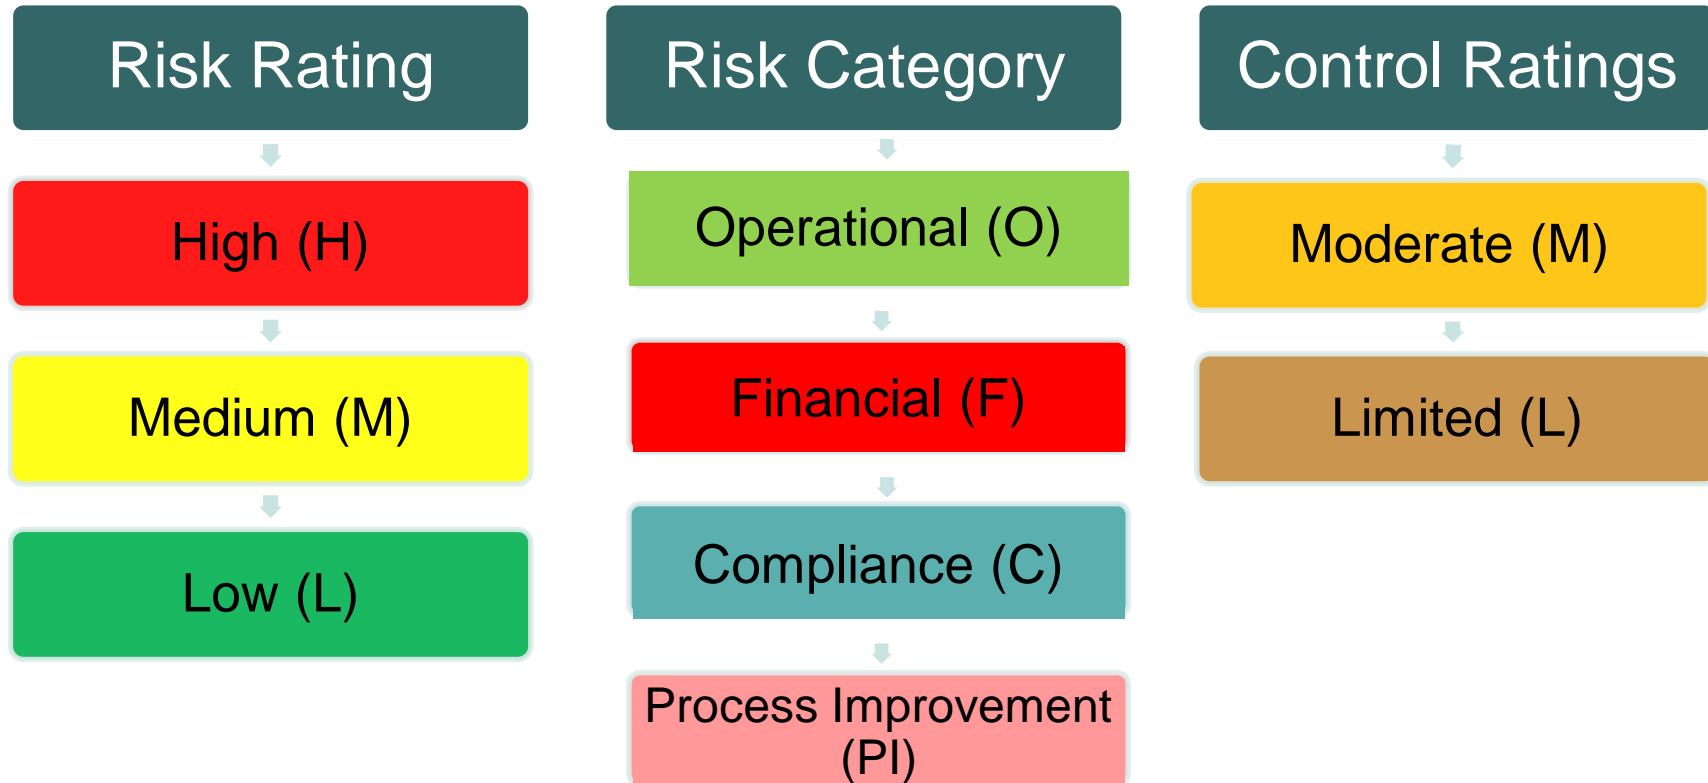 Risk Rating
High (H)
Medium (M)
Low (L)
Risk Category
Operational (O)
Financial (F)
Compliance (C)
Process Improvement
(PI)
Control Ratings
Moderate (M)
Limited (L)